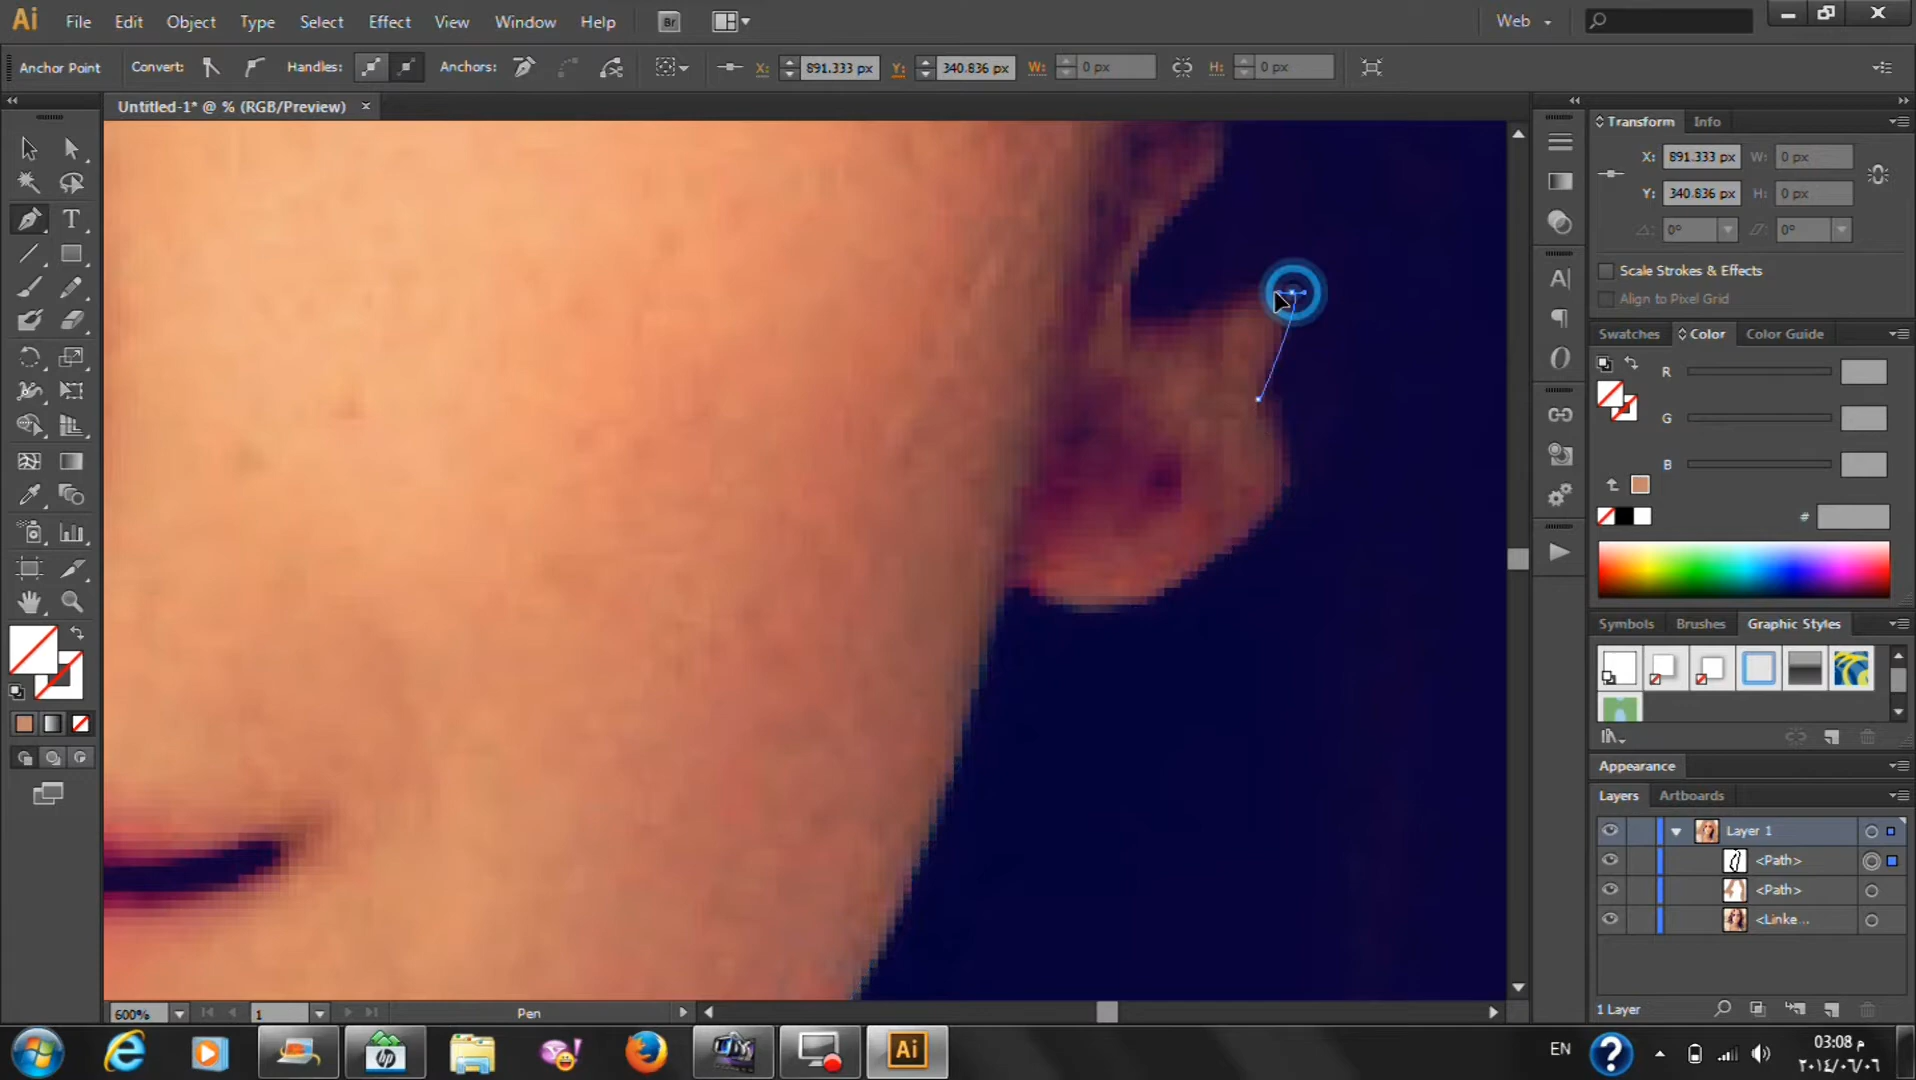 Ai File Edit Object Type Select Effect View Window Help Br Web
Anchor Point Convert: Handles: Anchors: X: 891.333 px Y: 340.836 px W: 0 px H: 0 px
Untitled-1* @ % (RGB/Preview)
Transform Info
X: 891.333 px W: 0 px
Y: 340.836 px H: 0 px
0° 0°
Scale Strokes & Effects
Align to Pixel Grid
Swatches Color Color Guide
R
G
B
#
Symbols Brushes Graphic Styles
Appearance
Layers Artboards
Layer 1
<Path>
<Path>
<Linke...
1 Layer
600% 1 Pen
EN
03:08 م
٢٠١٤/٠٦/٠٦